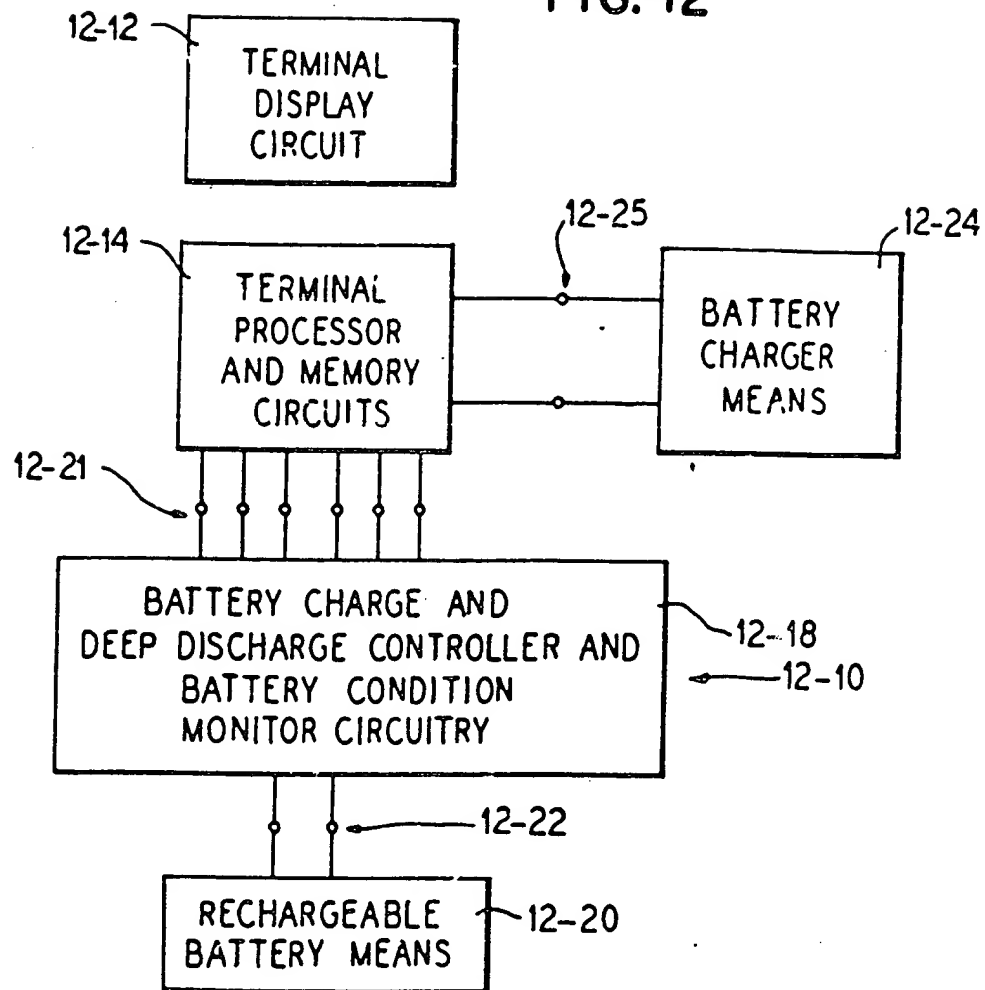 FIG. 12
12-12
TERMINAL
DISPLAY
CIRCUIT
12-14
TERMINAL
PROCESSOR
AND MEMORY
CIRCUITS
12-25
12-24
BATTERY
CHARGER
MEANS
12-21
BATTERY CHARGE AND
DEEP DISCHARGE CONTROLLER AND
BATTERY CONDITION
MONITOR CIRCUITRY
12-18
12-10
12-22
RECHARGEABLE
BATTERY MEANS
12-20